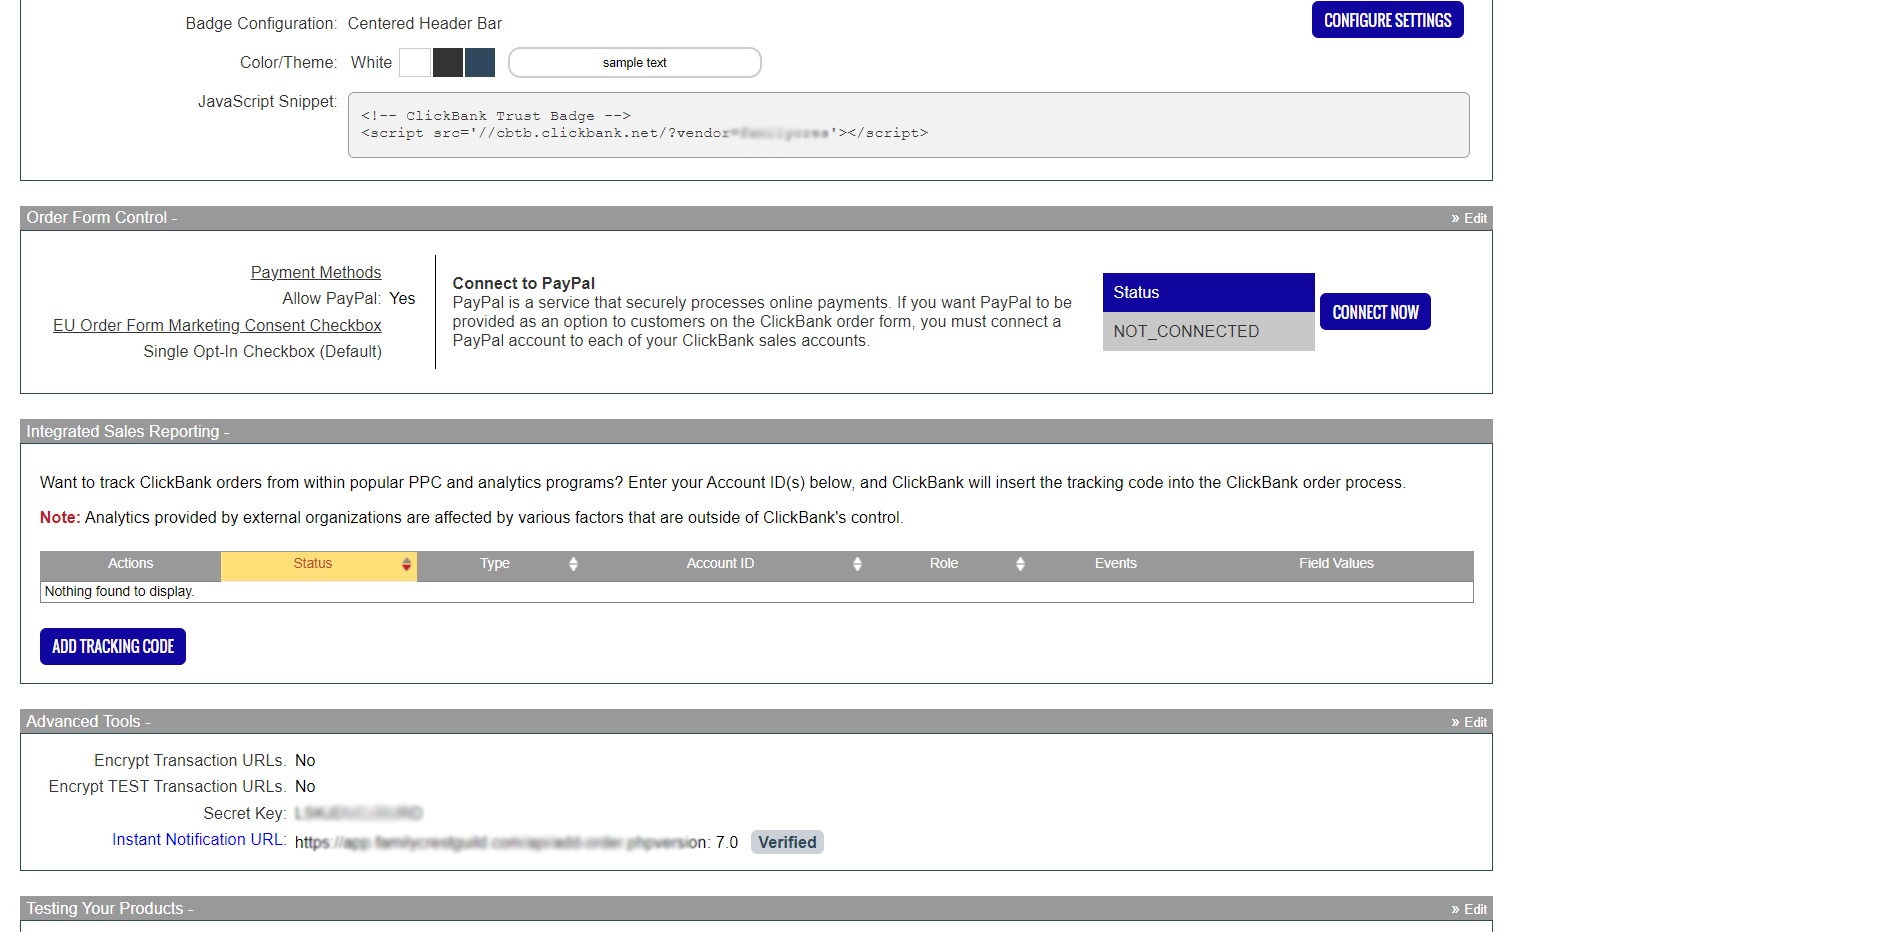 Badge Configuration: Centered Header Bar
CONFIGURE SETTINGS
Color/Theme: White
sample text
JavaScript Snippet:
<!-- ClickBank Trust Badge -->
<script src='//cbtb.clickbank.net/?vendor= '></script>
Order Form Control -
» Edit
Payment Methods
Allow PayPal: Yes
EU Order Form Marketing Consent Checkbox
Single Opt-In Checkbox (Default)
Connect to PayPal
PayPal is a service that securely processes online payments. If you want PayPal to be
provided as an option to customers on the ClickBank order form, you must connect a
PayPal account to each of your ClickBank sales accounts.
Status
NOT_CONNECTED
CONNECT NOW
Integrated Sales Reporting -
Want to track ClickBank orders from within popular PPC and analytics programs? Enter your Account ID(s) below, and ClickBank will insert the tracking code into the ClickBank order process.
Note: Analytics provided by external organizations are affected by various factors that are outside of ClickBank's control.
Actions Status Type Account ID Role Events Field Values
Nothing found to display.
ADD TRACKING CODE
Advanced Tools -
» Edit
Encrypt Transaction URLs. No
Encrypt TEST Transaction URLs. No
Secret Key:
Instant Notification URL: https: version: 7.0 Verified
Testing Your Products -
» Edit